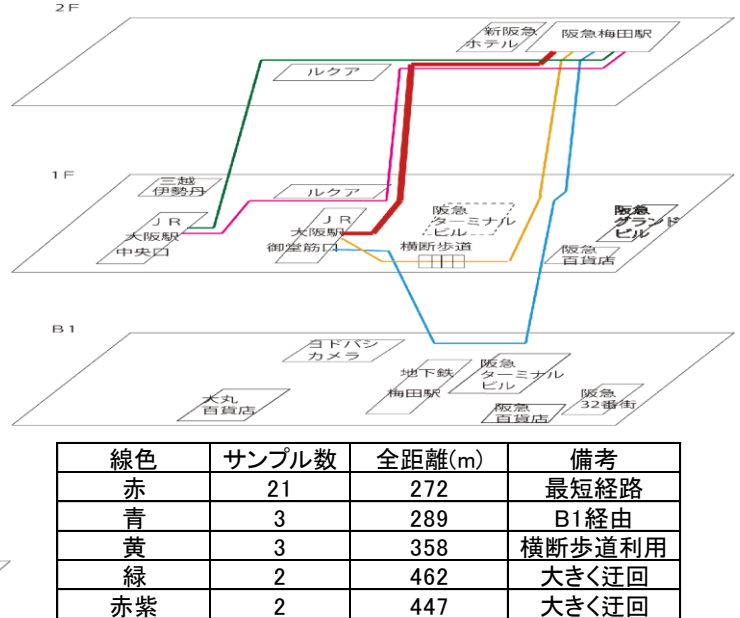 2F
新阪急
ホテル
阪急梅田駅
ルクア
1F
三越
伊勢丹
ルクア
JR
大阪駅
中央口
JR
大阪駅
御堂筋口
阪急
ターミナル
ビル
横断歩道
阪急
グランド
ビル
阪急
百貨店
B1
ヨドバシ
カメラ
地下鉄
梅田駅
阪急
ターミナル
ビル
大丸
百貨店
阪急
百貨店
阪急
32番街
線色 サンプル数 全距離(m) 備考
赤 21 272 最短経路
青 3 289 B1経由
黄 3 358 横断歩道利用
緑 2 462 大きく迂回
赤紫 2 447 大きく迂回